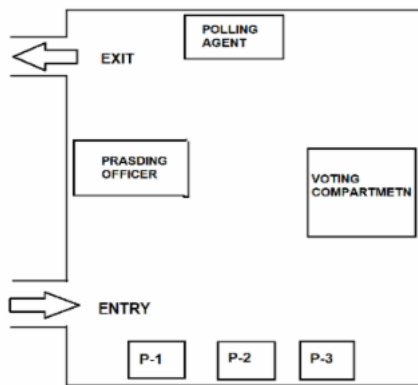 POLLING
AGENT
EXIT
PRASDING
OFFICER
VOTING
COMPARTMETN
ENTRY
P-1
P-2
P-3